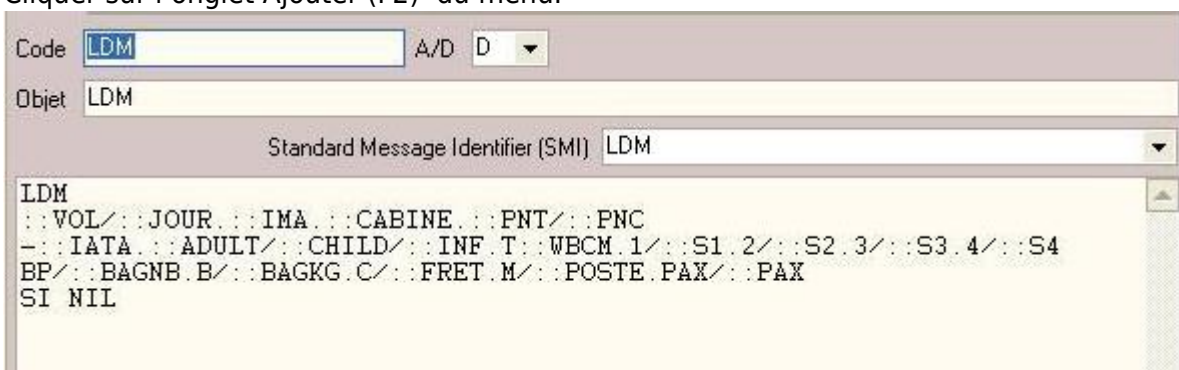 Cliquer sur l'onglet Ajouter (F2) du menu.
Code LDM A/D D
Objet LDM
Standard Message Identifier (SMI) LDM
LDM
::VOL/::JOUR.::IMA.::CABINE.::PNT/::PNC
-::IATA.::ADULT/::CHILD/::INF.T::WBCM.1/::S1.2/::S2.3/::S3.4/::S4
BP/::BAGNB.B/::BAGKG.C/::FRET.M/::POSTE.PAX/::PAX
SI NIL